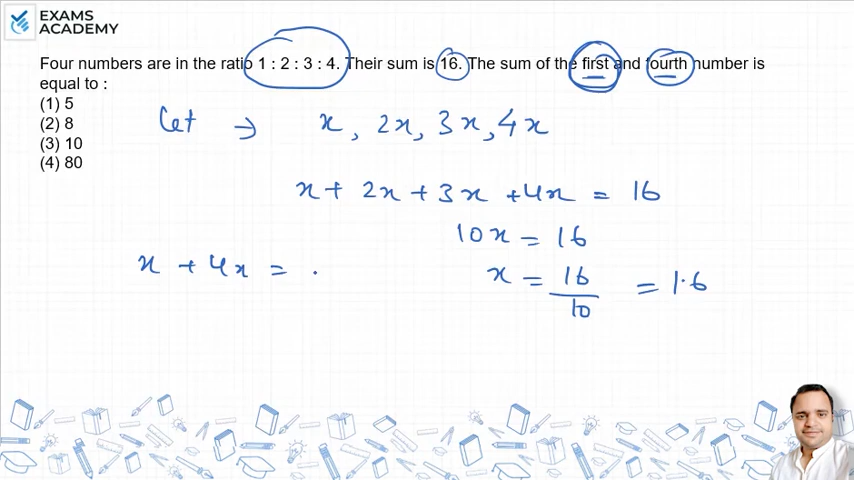 EXAMS
ACADEMY
Four numbers are in the ratio 1 : 2 : 3 : 4. Their sum is 16. The sum of the first and fourth number is
equal to :
(1) 5
(2) 8
(3) 10
(4) 80
Let → x, 2x, 3x, 4x
x + 2x + 3x + 4x = 16
10x = 16
x + 4x = .
x = 16/10 = 1.6